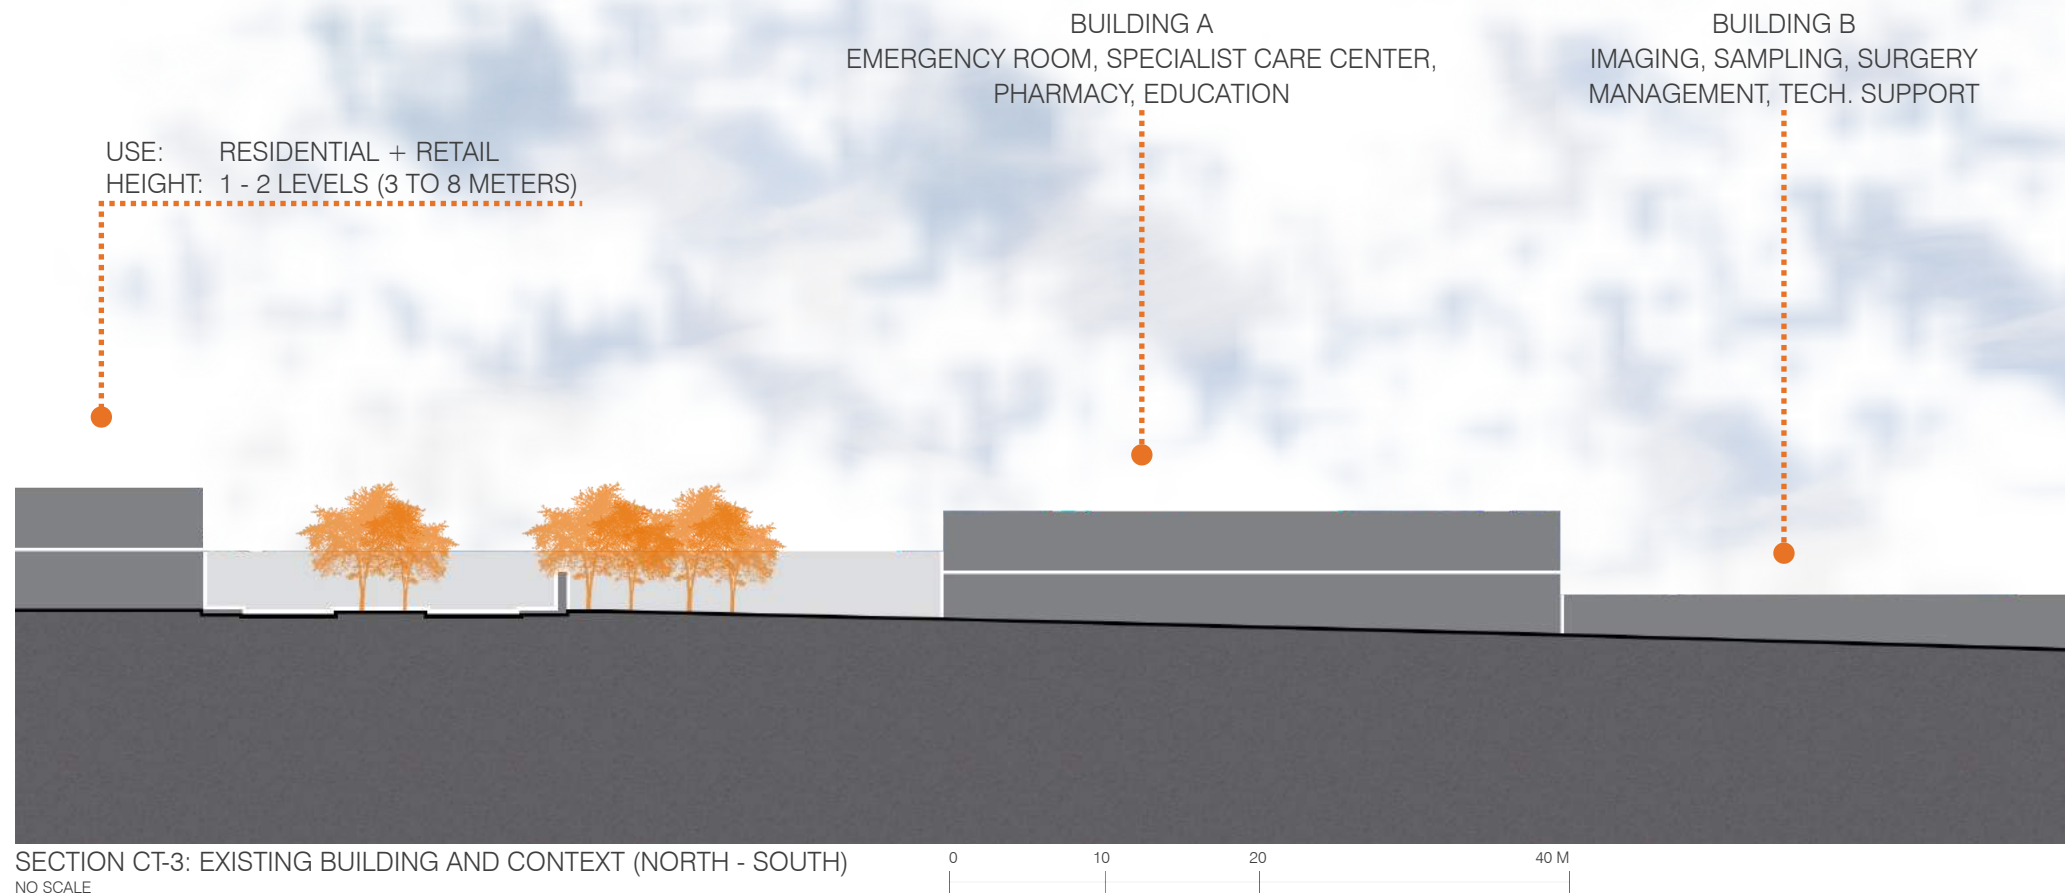 BUILDING A
EMERGENCY ROOM, SPECIALIST CARE CENTER,
PHARMACY, EDUCATION
BUILDING B
IMAGING, SAMPLING, SURGERY
MANAGEMENT, TECH. SUPPORT
USE: RESIDENTIAL + RETAIL
HEIGHT: 1 - 2 LEVELS (3 TO 8 METERS)
SECTION CT-3: EXISTING BUILDING AND CONTEXT (NORTH - SOUTH)
NO SCALE
0 10 20 40 M